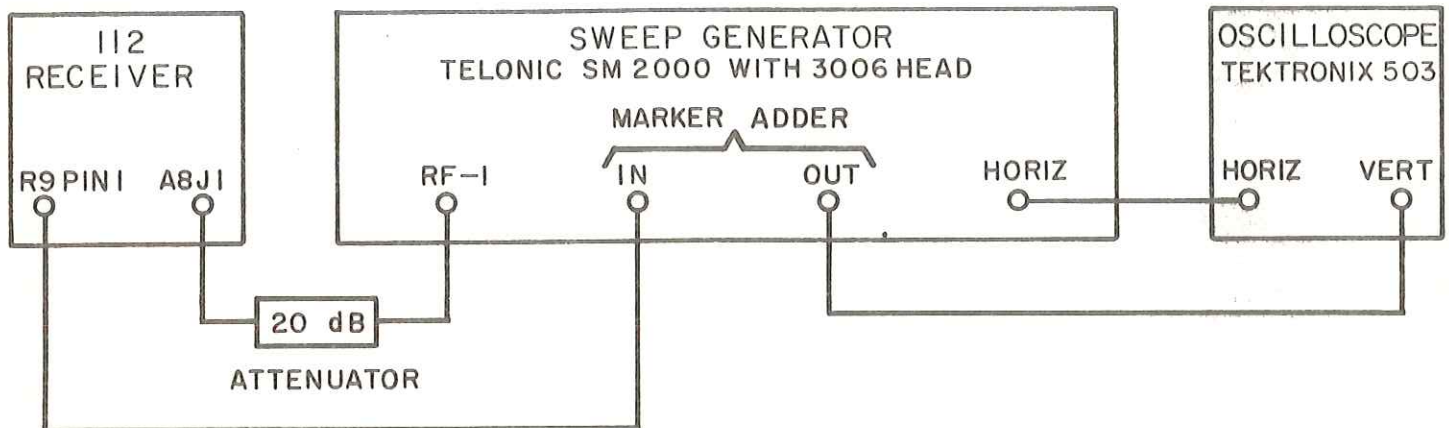 112
RECEIVER
R9 PIN 1 A8J1
SWEEP GENERATOR
TELONIC SM 2000 WITH 3006 HEAD
MARKER ADDER
RF-1 IN OUT HORIZ
OSCILLOSCOPE
TEKTRONIX 503
HORIZ VERT
20 dB
ATTENUATOR